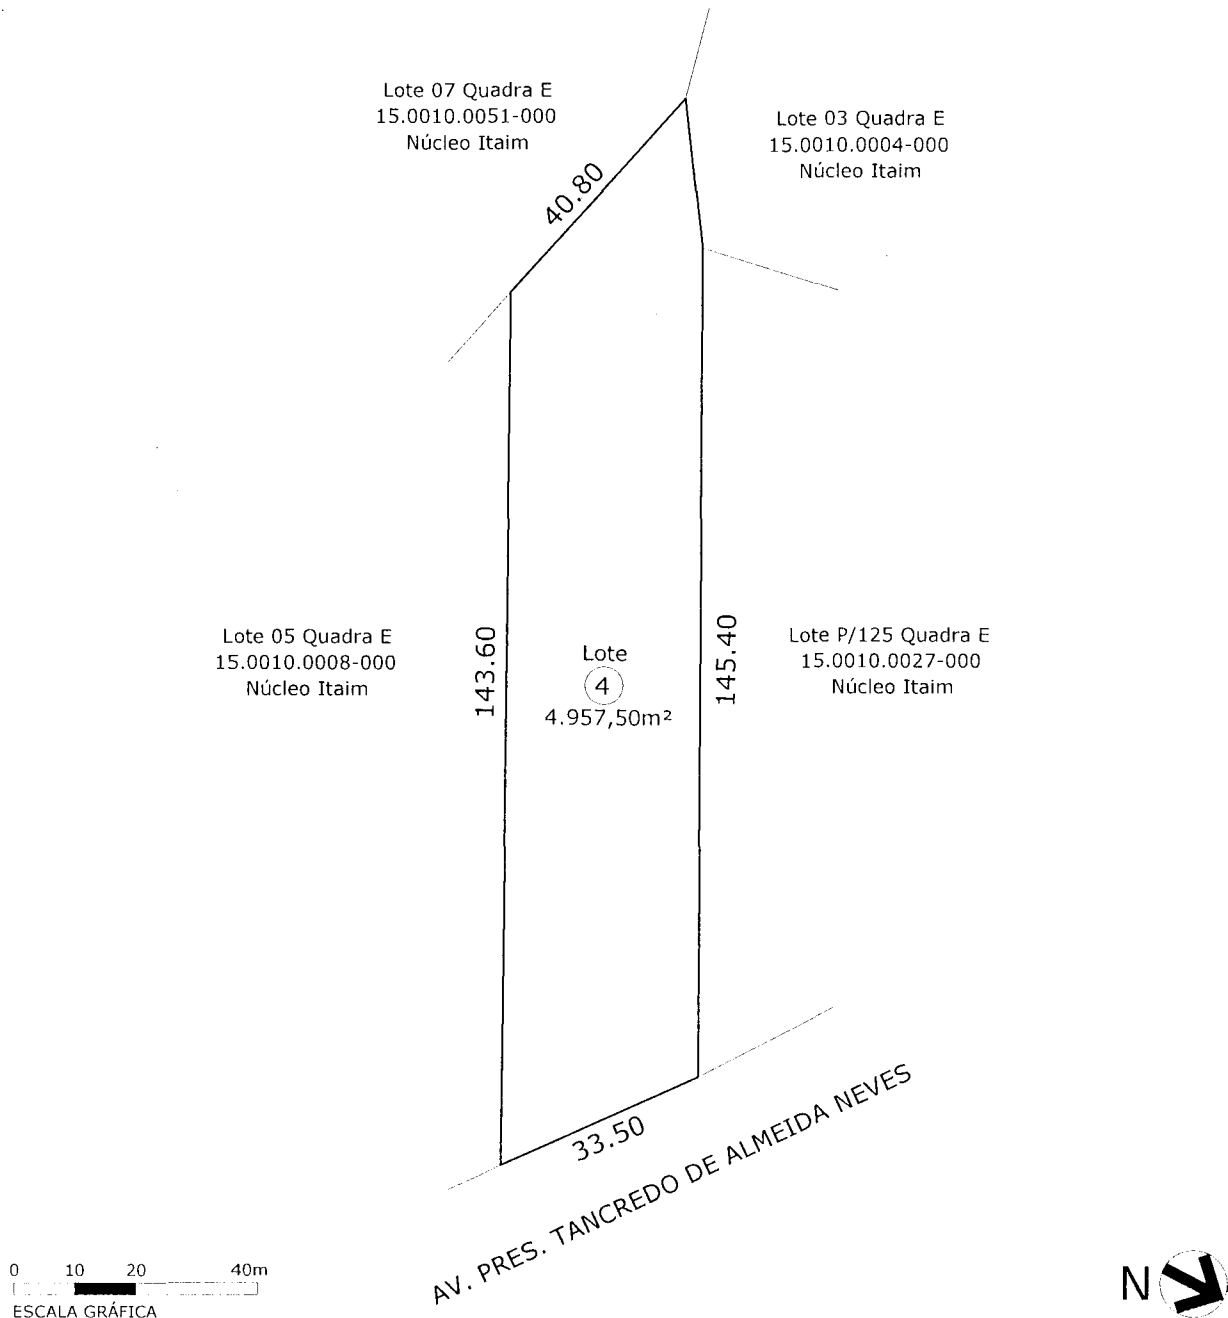 Lote 07 Quadra E
15.0010.0051-000
Núcleo Itaim
Lote 03 Quadra E
15.0010.0004-000
Núcleo Itaim
40.80
Lote 05 Quadra E
15.0010.0008-000
Núcleo Itaim
143.60
Lote
4
4.957,50m²
145.40
Lote P/125 Quadra E
15.0010.0027-000
Núcleo Itaim
33.50
AV. PRES. TANCREDO DE ALMEIDA NEVES
0 10 20 40m
ESCALA GRÁFICA
N